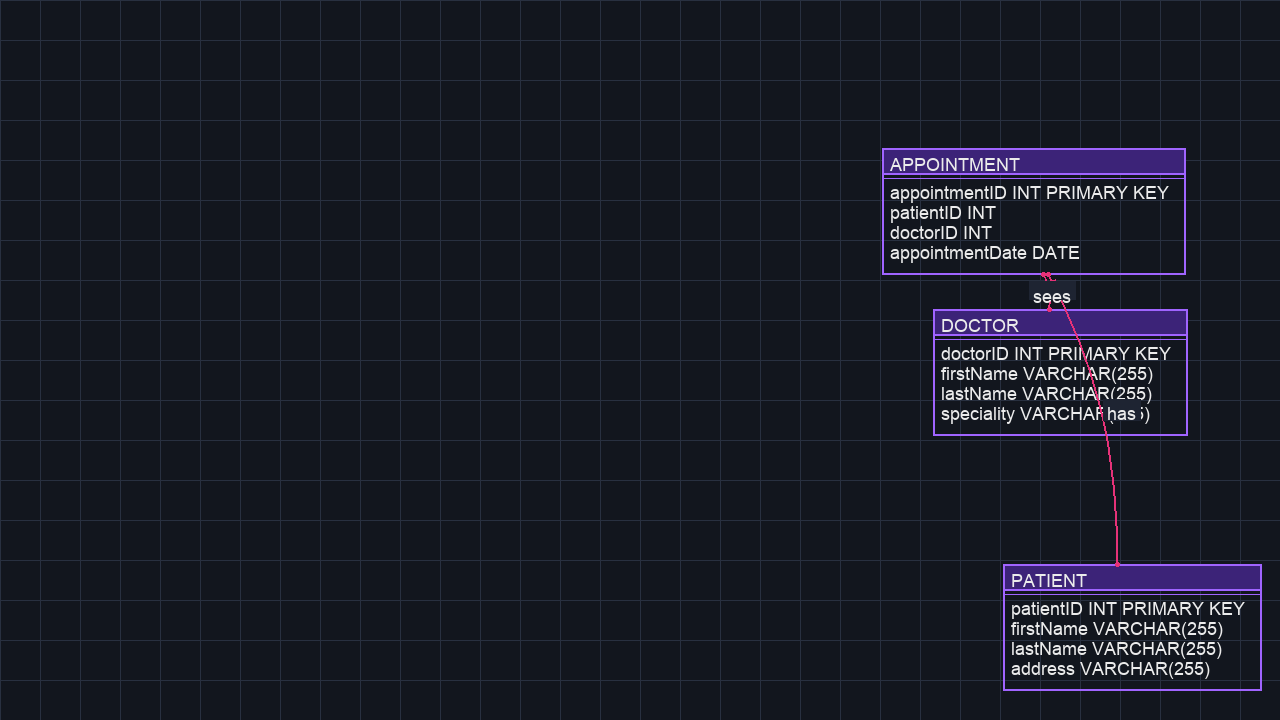 APPOINTMENT
appointmentID INT PRIMARY KEY
patientID INT
doctorID INT
appointmentDate DATE
sees
DOCTOR
doctorID INT PRIMARY KEY
firstName VARCHAR(255)
lastName VARCHAR(255)
speciality VARCHAR
has
PATIENT
patientID INT PRIMARY KEY
firstName VARCHAR(255)
lastName VARCHAR(255)
address VARCHAR(255)